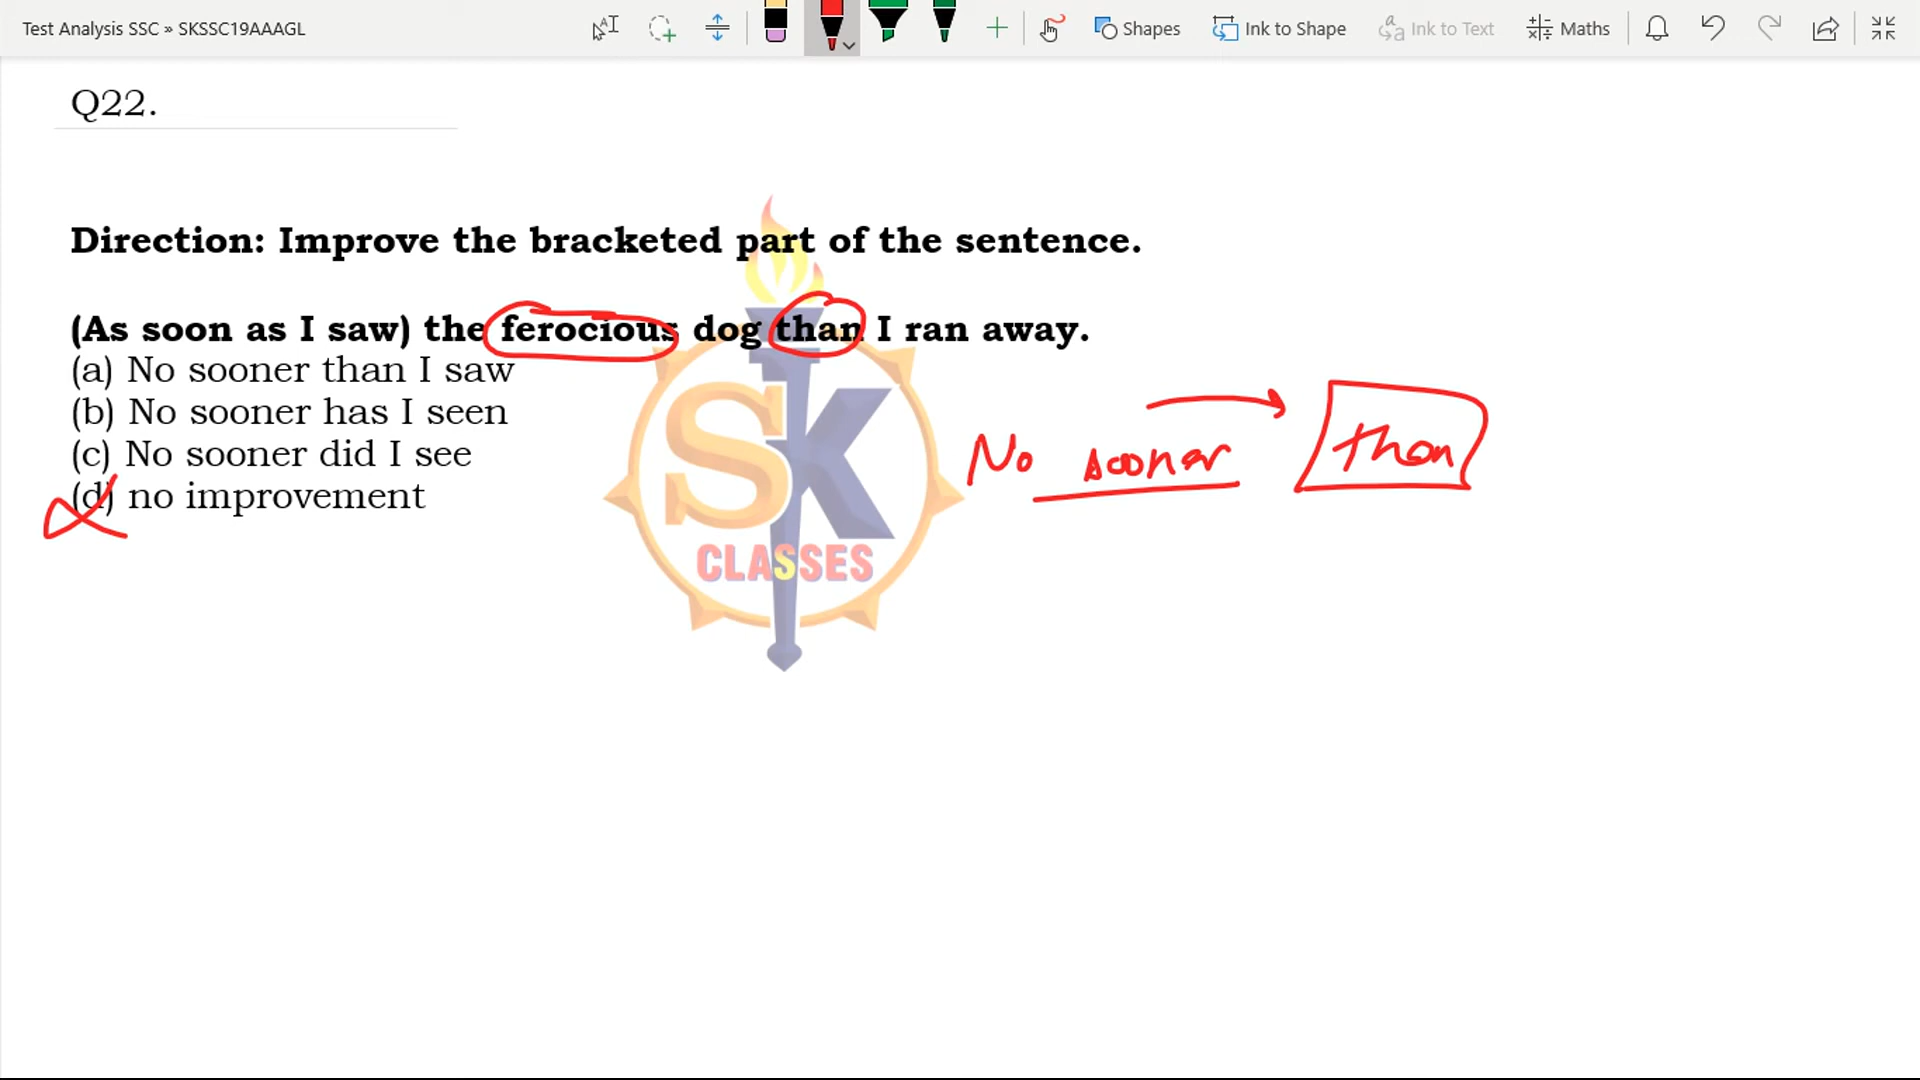 Test Analysis SSC » SKSSC19AAAGL
Shapes
Ink to Shape
Ink to Text
Maths
Q22.
Direction: Improve the bracketed part of the sentence.
(As soon as I saw) the ferocious dog than I ran away.
(a) No sooner than I saw
(b) No sooner has I seen
(c) No sooner did I see
(d) no improvement
No sooner than
SK
CLASSES